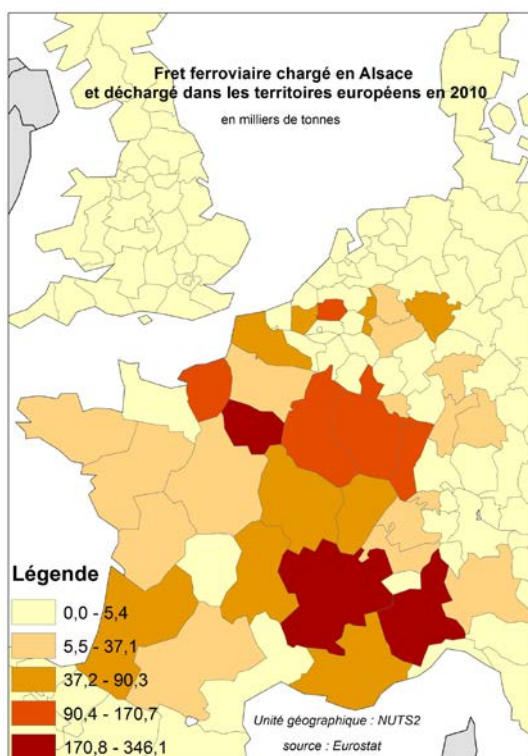 Fret ferroviaire chargé en Alsace
et déchargé dans les territoires européens en 2010
en milliers de tonnes
Légende
0,0 - 5,4
5,5 - 37,1
37,2 - 90,3
90,4 - 170,7
170,8 - 346,1
Unité géographique : NUTS2
source : Eurostat